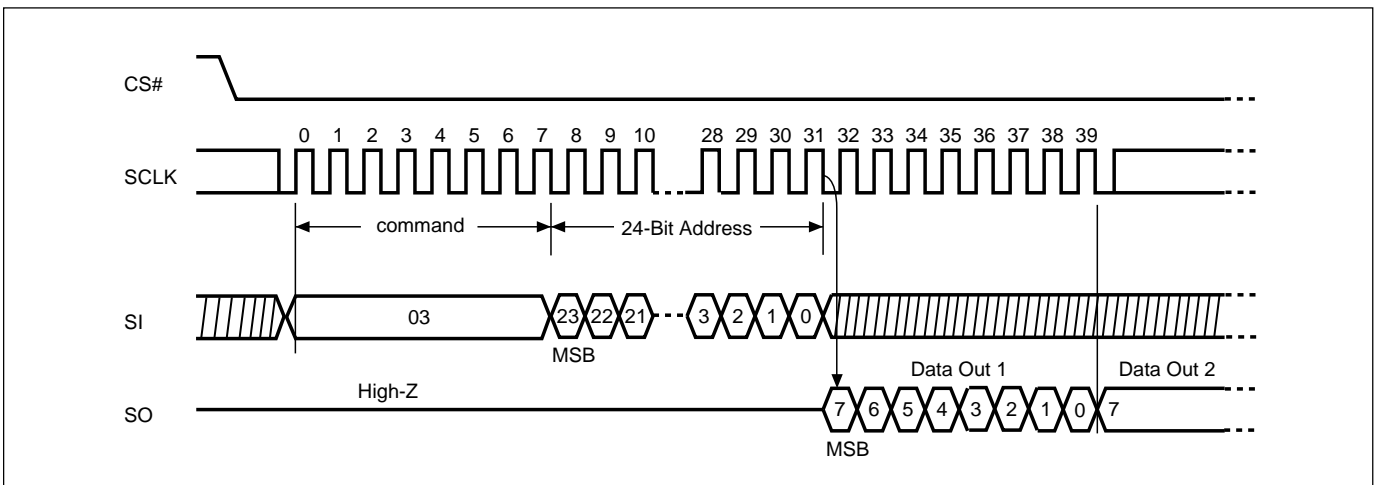 CS#
0 1 2 3 4 5 6 7 8 9 10 28 29 30 31 32 33 34 35 36 37 38 39
SCLK
command 24-Bit Address
SI 03 23 22 21 3 2 1 0
MSB
Data Out 1 Data Out 2
High-Z
SO 7 6 5 4 3 2 1 0 7
MSB